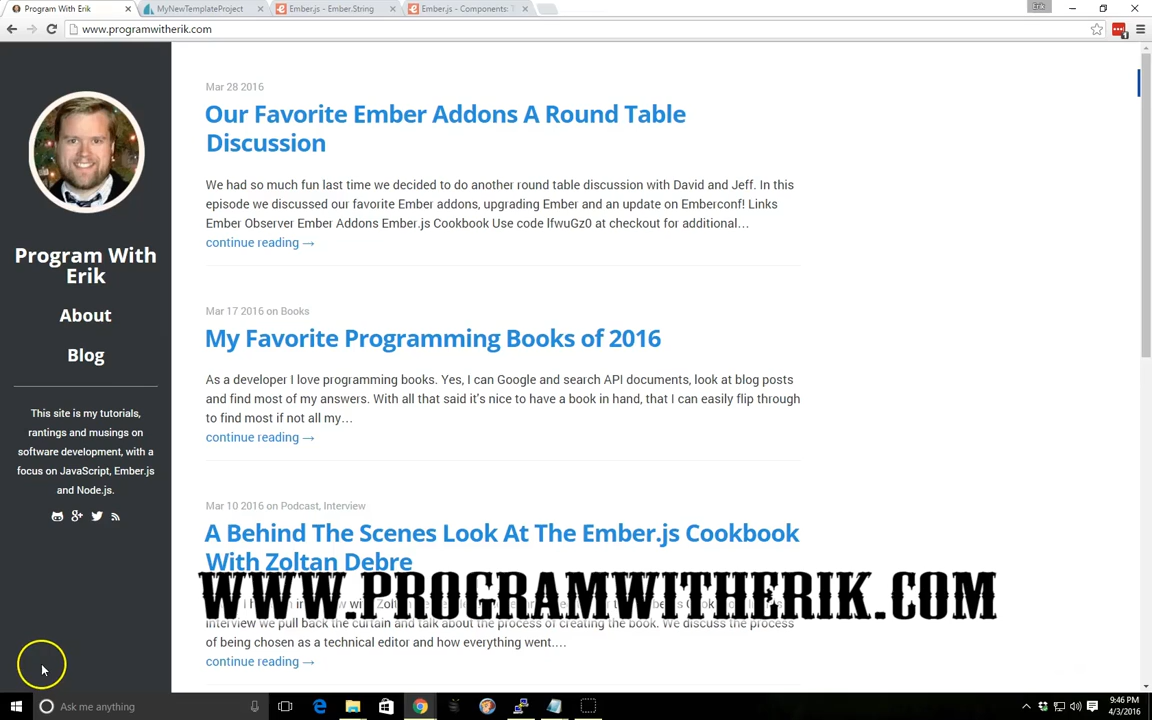 Program With Erik
MyNewTemplateProject
Ember.js - Ember.String
Ember.js - Components: T
Erik
www.programwitherik.com
Program With
Erik
About
Blog
This site is my tutorials,
rantings and musings on
software development, with a
focus on JavaScript, Ember.js
and Node.js.
Mar 28 2016
Our Favorite Ember Addons A Round Table
Discussion
We had so much fun last time we decided to do another round table discussion with David and Jeff. In this
episode we discussed our favorite Ember addons, upgrading Ember and an update on Emberconf! Links
Ember Observer Ember Addons Ember.js Cookbook Use code lfwuGz0 at checkout for additional…
continue reading →
Mar 17 2016 on Books
My Favorite Programming Books of 2016
As a developer I love programming books. Yes, I can Google and search API documents, look at blog posts
and find most of my answers. With all that said it's nice to have a book in hand, that I can easily flip through
to find most if not all my…
continue reading →
Mar 10 2016 on Podcast, Interview
A Behind The Scenes Look At The Ember.js Cookbook
With Zoltan Debre
WWW.PROGRAMWITHERIK.COM
interview we pull back the curtain and talk about the process of creating the book. We discuss the process
of being chosen as a technical editor and how everything went.…
continue reading →
Ask me anything
9:46 PM
4/3/2016